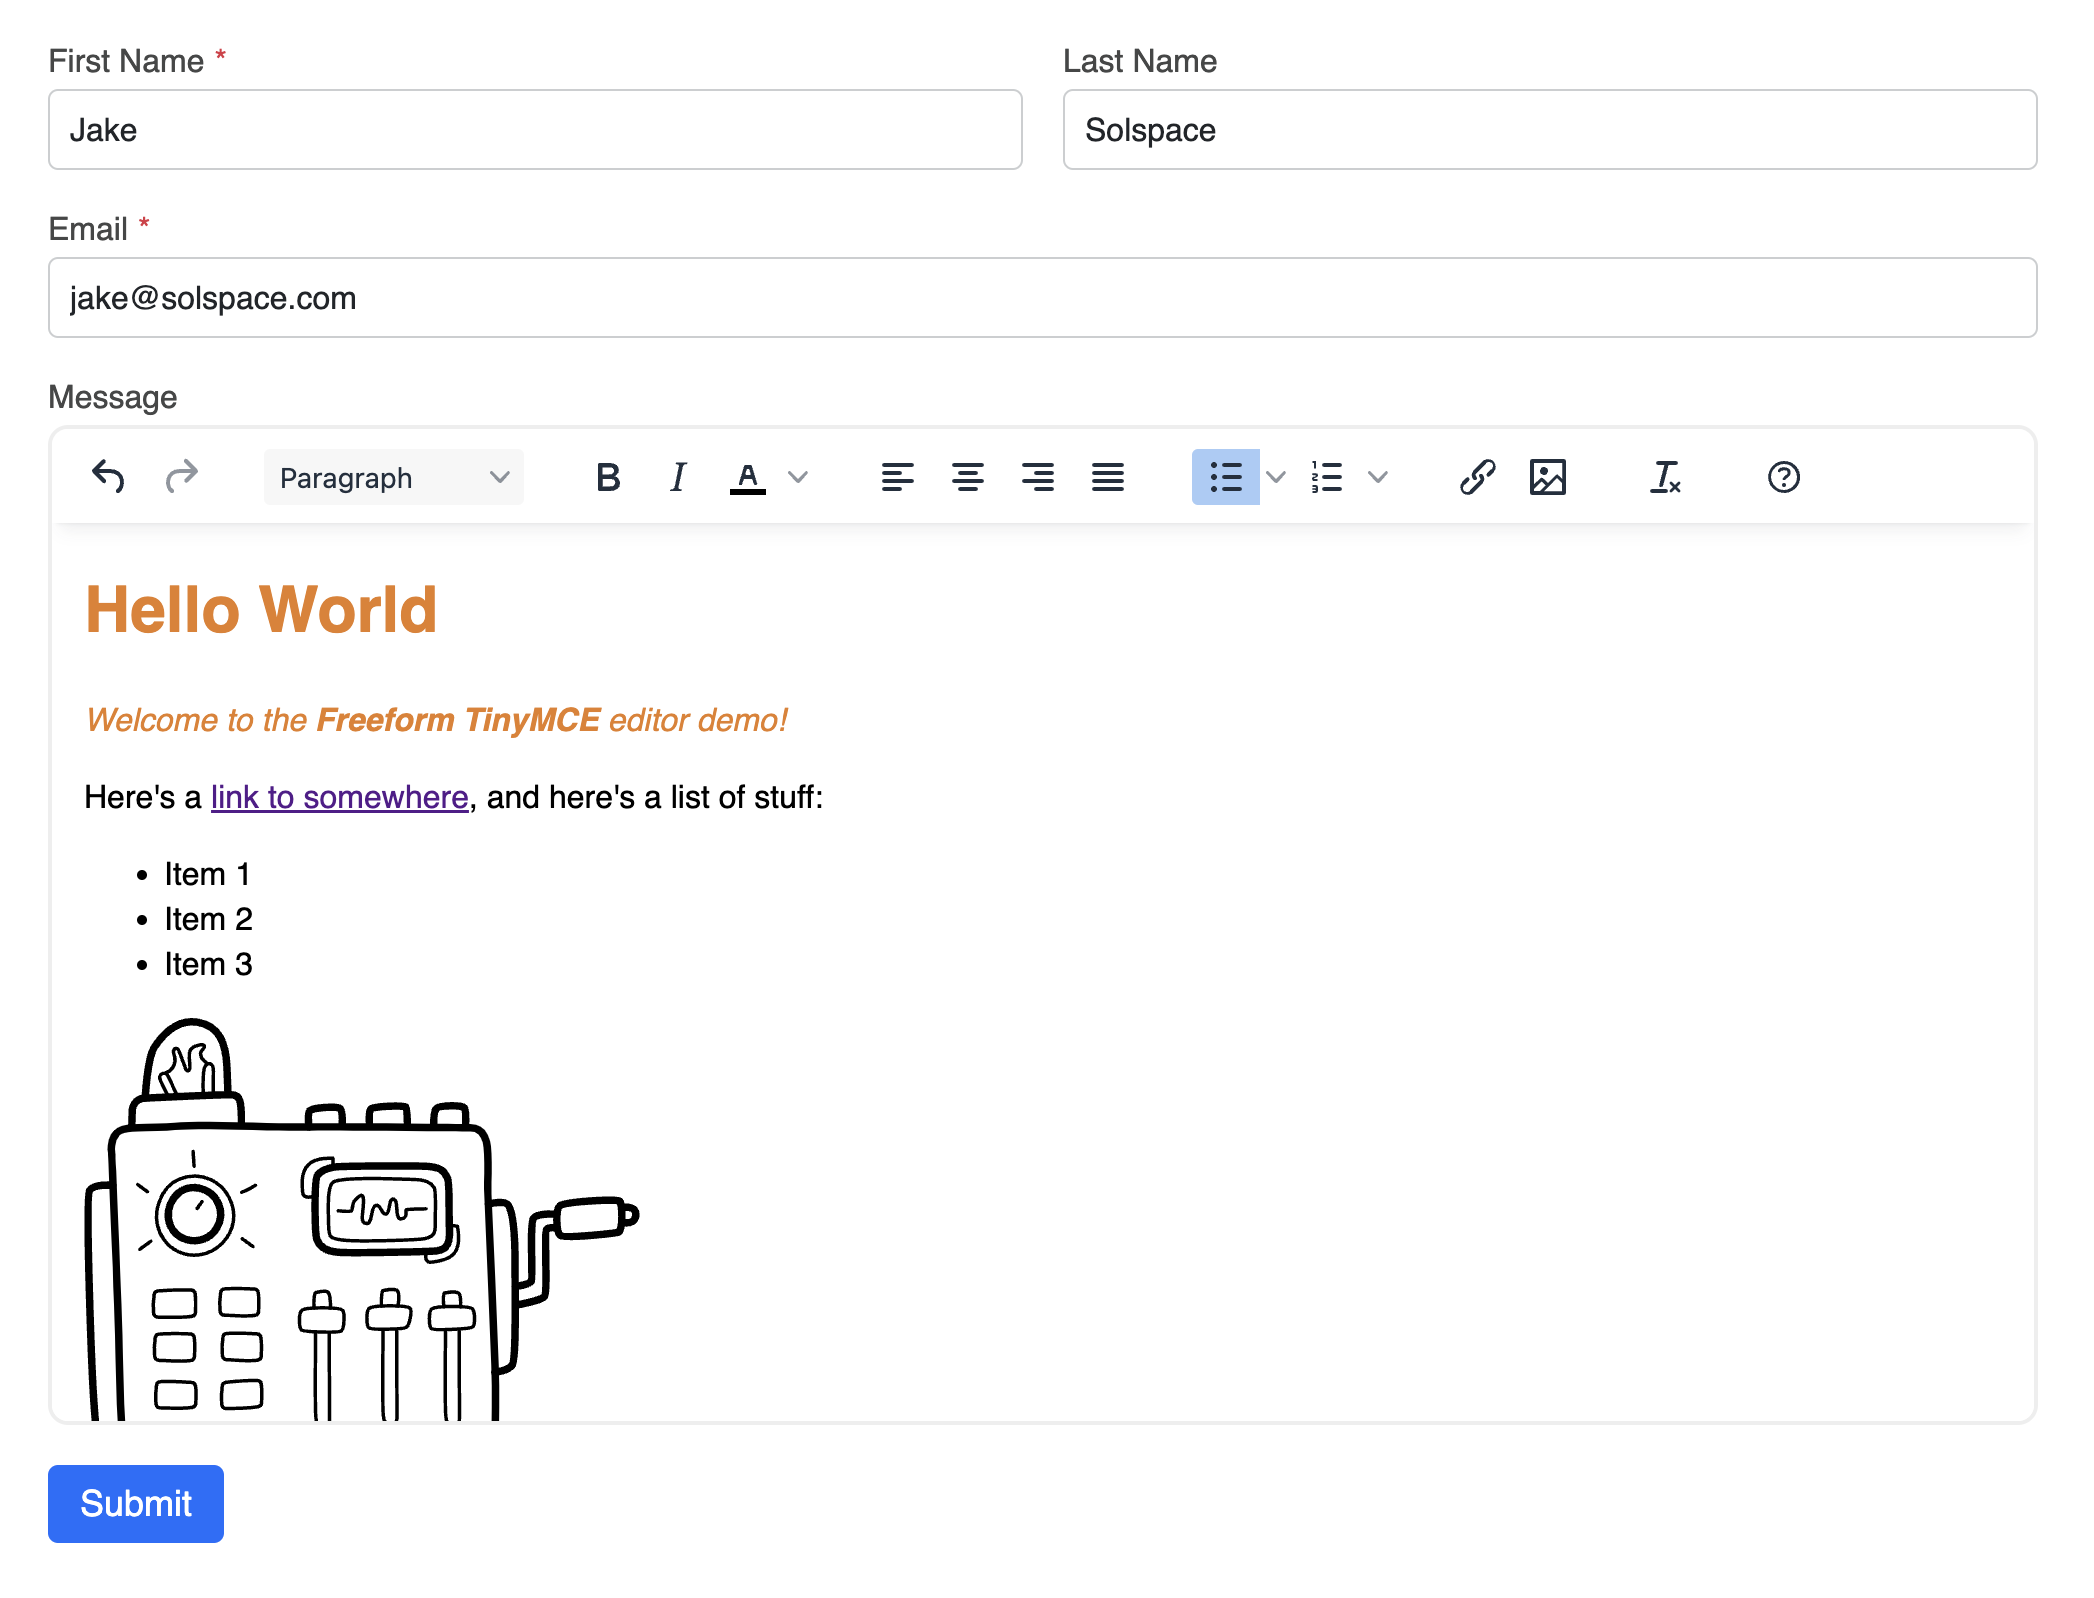 First Name *
Last Name
Jake
Solspace
Email *
jake@solspace.com
Message
Paragraph
Hello World
Welcome to the Freeform TinyMCE editor demo!
Here's a link to somewhere, and here's a list of stuff:
• Item 1
• Item 2
• Item 3
Submit